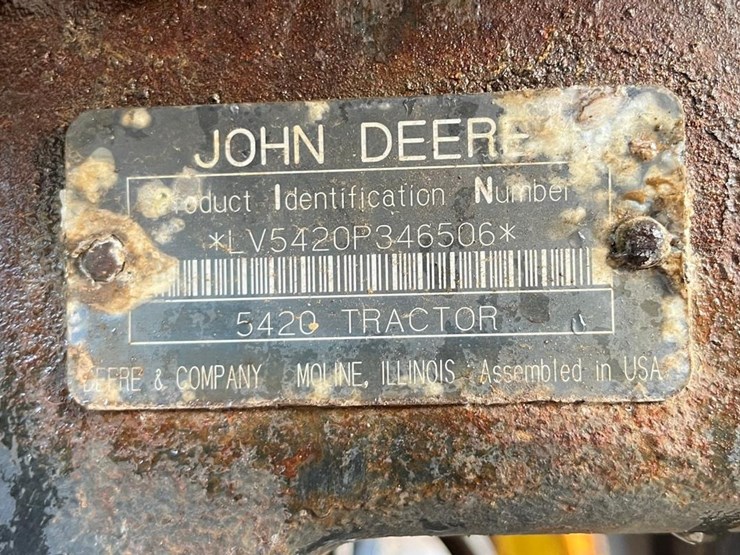 JOHN DEERE
Product Identification Number
*LV5420P346506*
5420 TRACTOR
DEERE & COMPANY MOLINE, ILLINOIS Assembled in USA